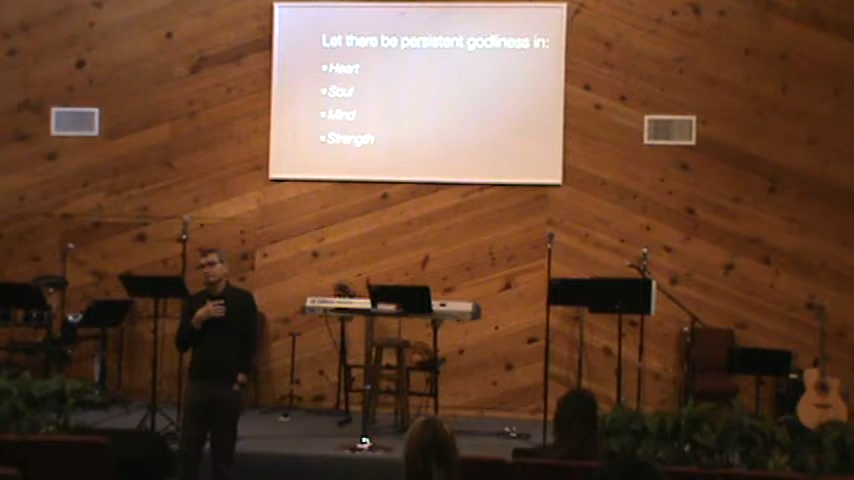 Let there be persistent godliness in:
• Heart
• Soul
• Mind
• Strength